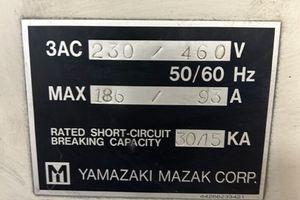 3AC 230 / 460 V
50/60 Hz
MAX 186 / 93 A
RATED SHORT-CIRCUIT
BREAKING CAPACITY 30/15 KA
M YAMAZAKI MAZAK CORP.